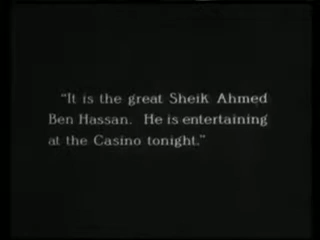 "It is the great Sheik Ahmed
Ben Hassan. He is entertaining
at the Casino tonight."